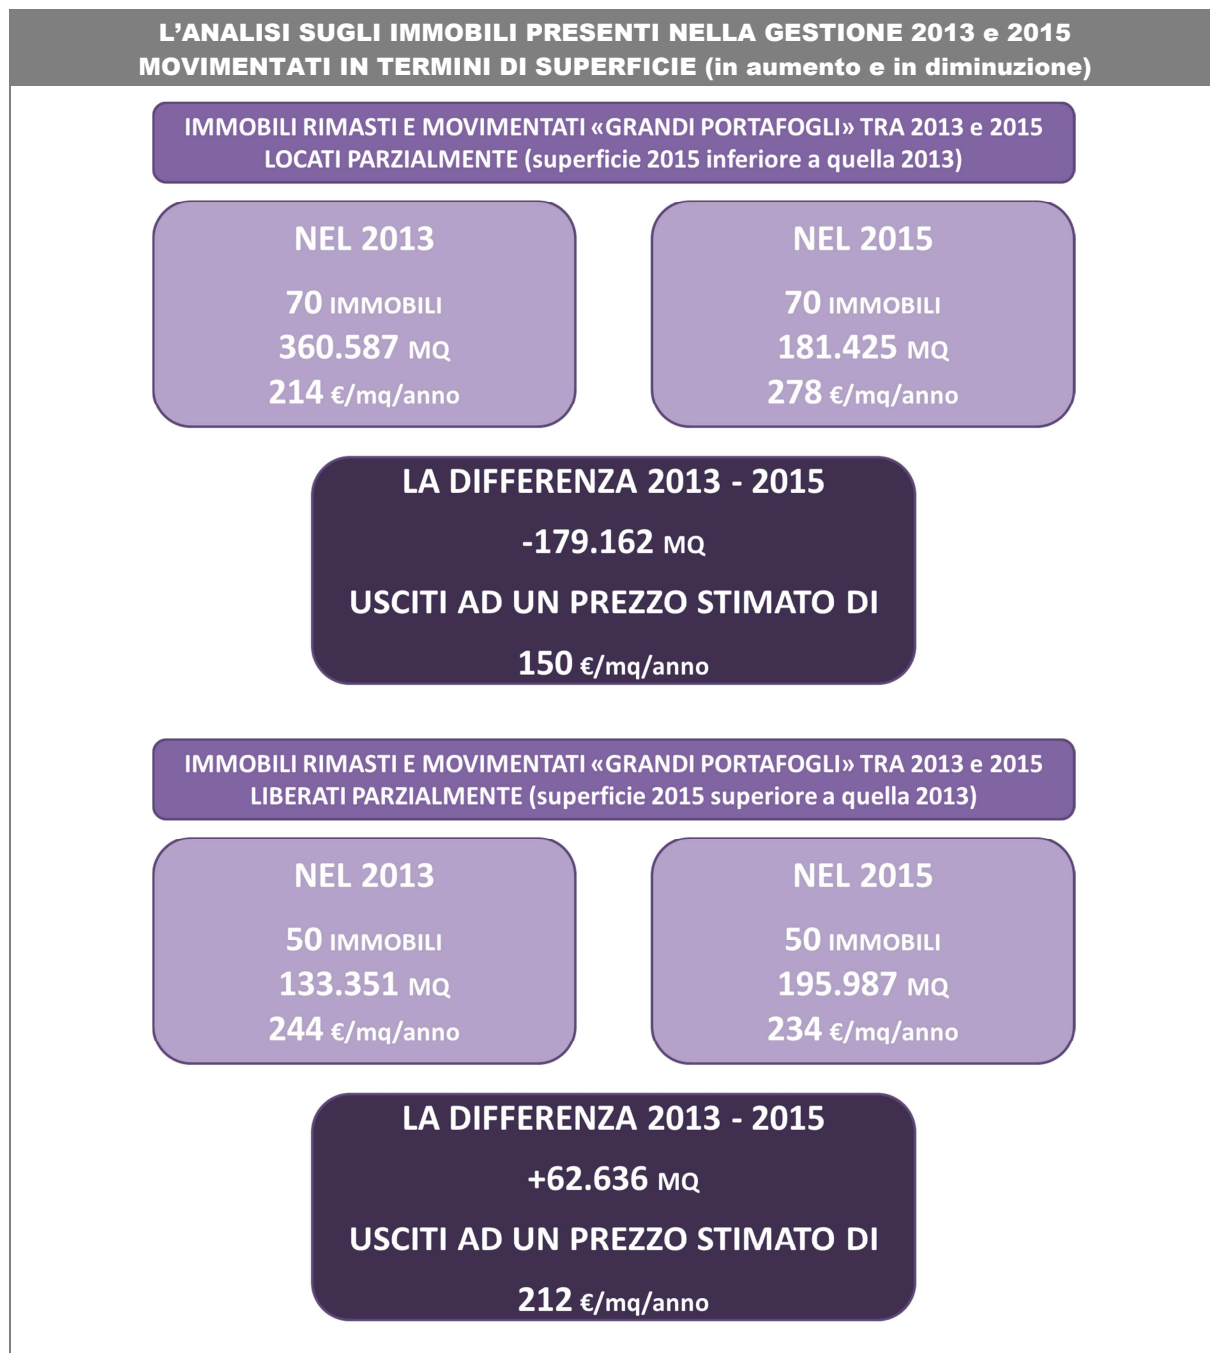 L’ANALISI SUGLI IMMOBILI PRESENTI NELLA GESTIONE 2013 e 2015
MOVIMENTATI IN TERMINI DI SUPERFICIE (in aumento e in diminuzione)
IMMOBILI RIMASTI E MOVIMENTATI «GRANDI PORTAFOGLI» TRA 2013 e 2015
LOCATI PARZIALMENTE (superficie 2015 inferiore a quella 2013)
NEL 2013
70 IMMOBILI
360.587 MQ
214 €/mq/anno
NEL 2015
70 IMMOBILI
181.425 MQ
278 €/mq/anno
LA DIFFERENZA 2013 - 2015
-179.162 MQ
USCITI AD UN PREZZO STIMATO DI
150 €/mq/anno
IMMOBILI RIMASTI E MOVIMENTATI «GRANDI PORTAFOGLI» TRA 2013 e 2015
LIBERATI PARZIALMENTE (superficie 2015 superiore a quella 2013)
NEL 2013
50 IMMOBILI
133.351 MQ
244 €/mq/anno
NEL 2015
50 IMMOBILI
195.987 MQ
234 €/mq/anno
LA DIFFERENZA 2013 - 2015
+62.636 MQ
USCITI AD UN PREZZO STIMATO DI
212 €/mq/anno